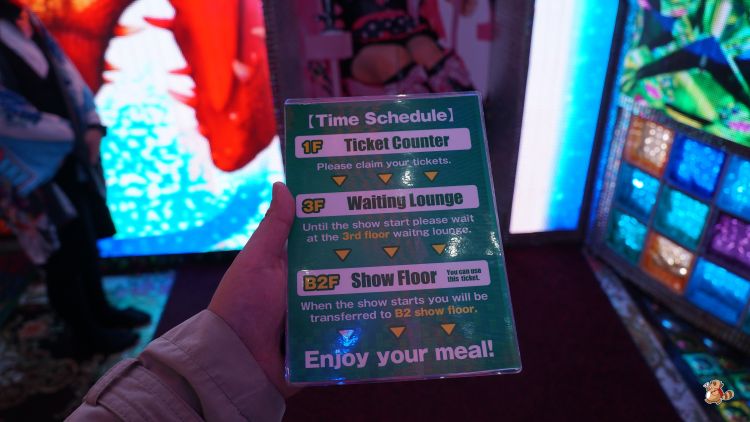 【Time Schedule】
1F Ticket Counter
Please claim your tickets.
3F Waiting Lounge
Until the show start please wait
at the 3rd floor waitng lounge.
B2F Show Floor You can use
this ticket.
When the show starts you will be
transferred to B2 show floor.
Enjoy your meal!